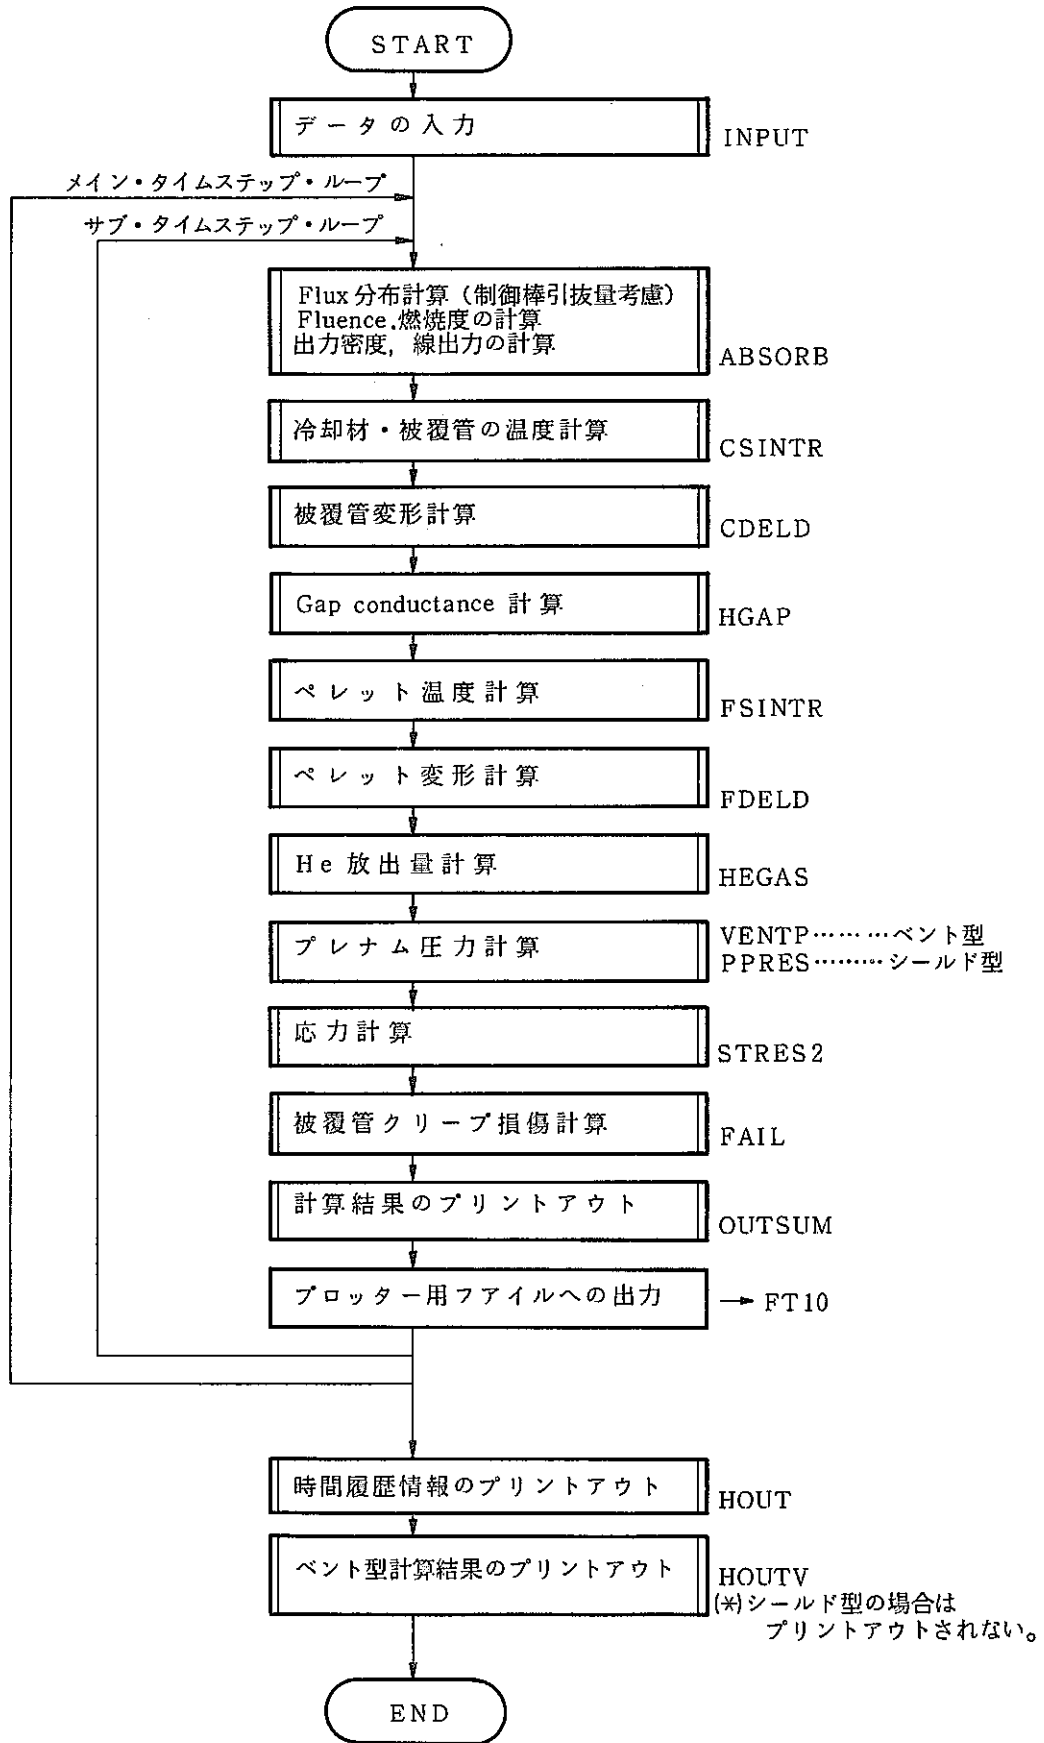 START
データの入力
INPUT
メイン・タイムステップ・ループ
サブ・タイムステップ・ループ
Flux 分布計算（制御棒引抜量考慮）
Fluence.燃焼度の計算
出力密度，線出力の計算
ABSORB
冷却材・被覆管の温度計算
CSINTR
被覆管変形計算
CDELD
Gap conductance 計算
HGAP
ペレット温度計算
FSINTR
ペレット変形計算
FDELD
He 放出量計算
HEGAS
プレナム圧力計算
VENTP………ベント型
PPRES………シールド型
応力計算
STRES2
被覆管クリープ損傷計算
FAIL
計算結果のプリントアウト
OUTSUM
プロッター用フアイルへの出力
→ FT10
時間履歴情報のプリントアウト
HOUT
ベント型計算結果のプリントアウト
HOUTV
(*)シールド型の場合は
プリントアウトされない。
END